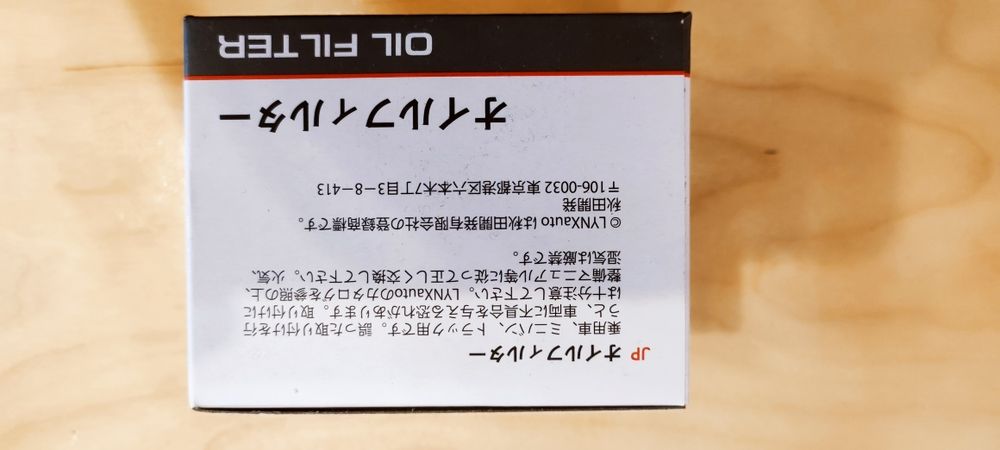 JP オイルフィルター
乗用車、ミニバン、トラック用です。誤った取り付けを行
うと、車両に不具合を与える恐れがあります。取り付けに
は十分注意して下さい。LYNXautoのカタログを参照の上、
整備マニュアル等に従って正しく交換して下さい。火気、
湿気は厳禁です。
©LYNXauto は秋田開発有限会社の登録商標です。
秋田開発
〒106-0032 東京都港区六本木7丁目3−8−413
オイルフィルター
OIL FILTER